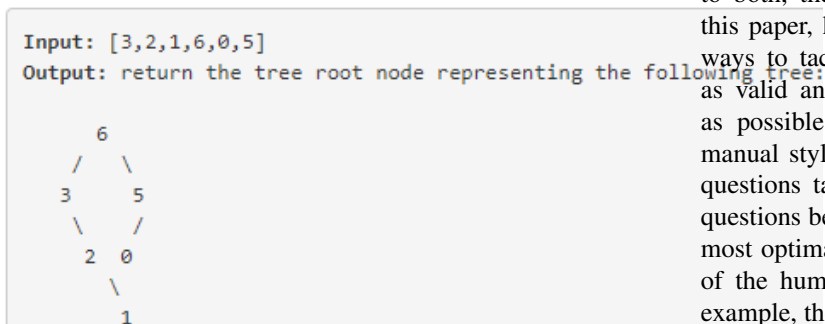 Input: [3,2,1,6,0,5]
Output: return the tree root node representing the following tree:
6
/ \
3 5
\ /
2 0
\
1
this paper,
ways to tac
as valid an
as possible
manual styl
questions ta
questions be
most optima
of the hum
example, th